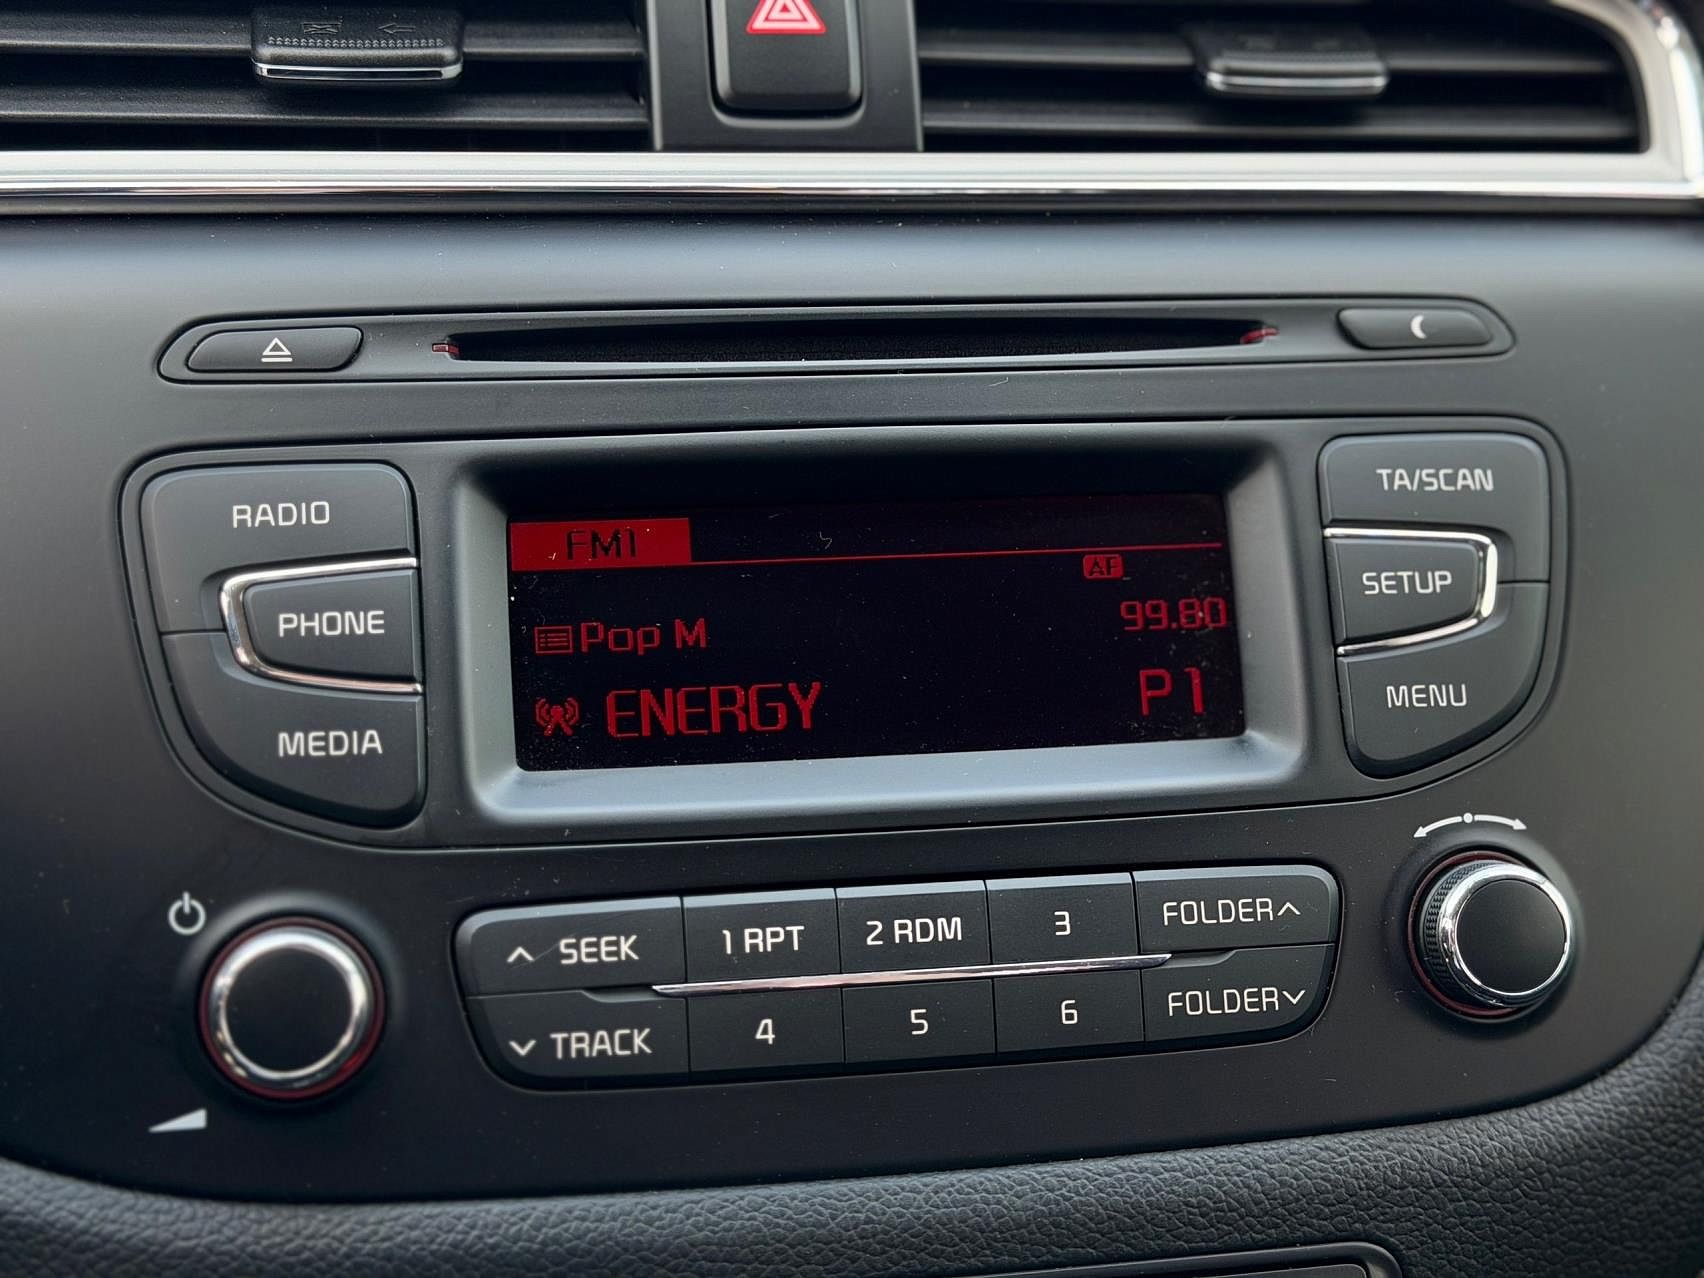 RADIO
PHONE
MEDIA
FM1
AF
Pop M
99.80
ENERGY
P1
TA/SCAN
SETUP
MENU
SEEK
1 RPT
2 RDM
3
FOLDER
TRACK
4
5
6
FOLDER